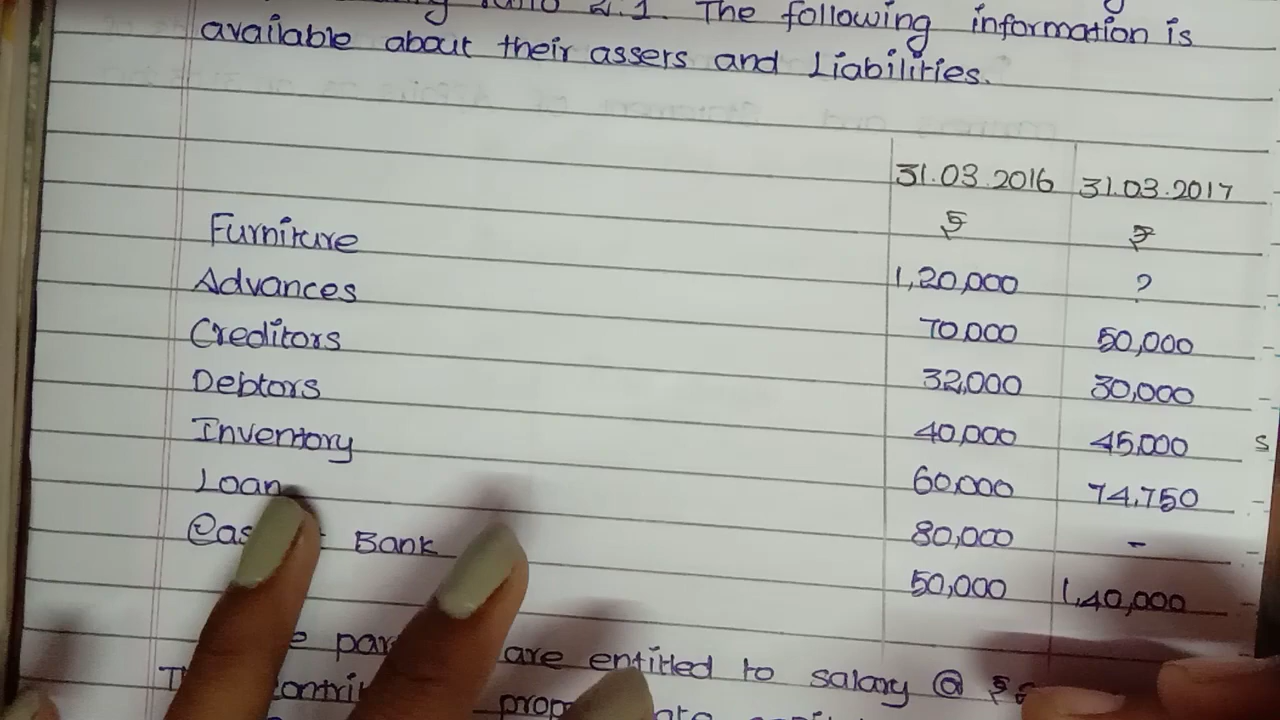 2:1. The following information is
available about their assers and Liabilities.
31.03.2016 31.03.2017
₹ ₹
Furniture 1,20,000 ?
Advances 70,000 50,000
Creditors 32,000 30,000
Debtors 40,000 45,000
Inventory 60,000 74,750
Loan 80,000 -
Bank 50,000 1,40,000
are entitled to salary @ ₹